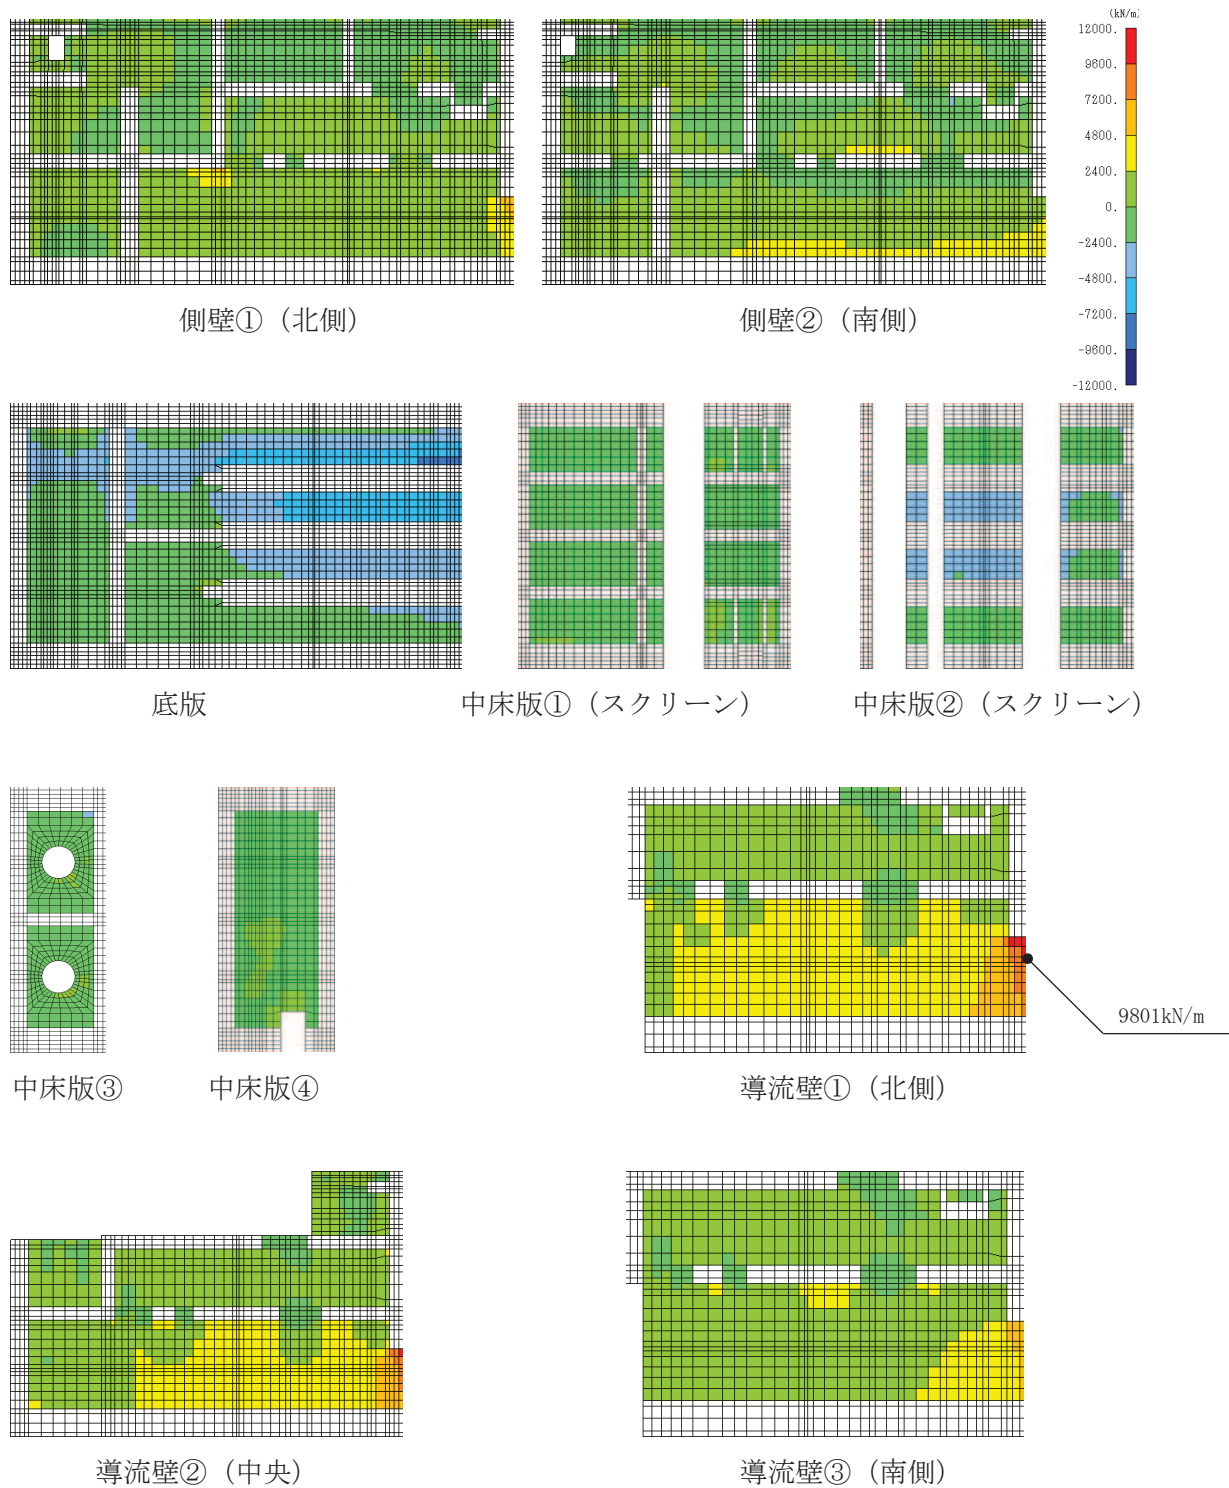 (kN/m)
12000.
9600.
7200.
4800.
2400.
0.
-2400.
-4800.
-7200.
-9600.
-12000.
側壁①（北側）
側壁②（南側）
底版
中床版①（スクリーン）
中床版②（スクリーン）
9801kN/m
中床版③
中床版④
導流壁①（北側）
導流壁②（中央）
導流壁③（南側）